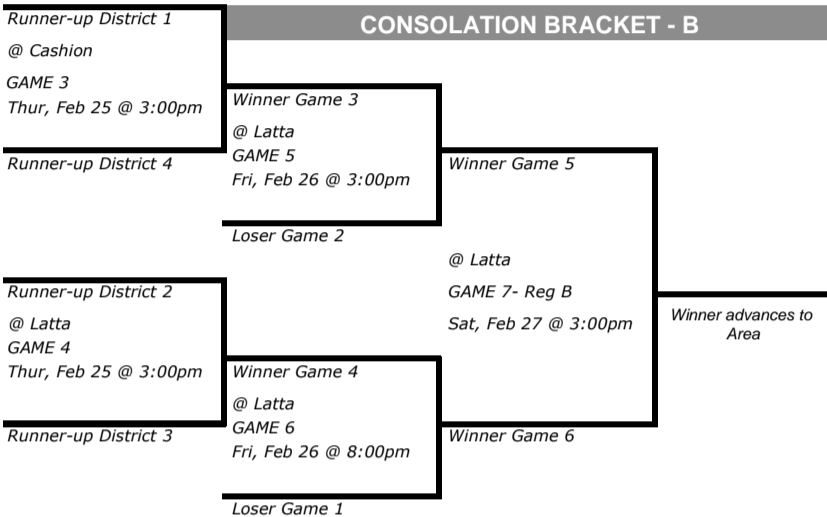 CONSOLATION BRACKET - B
Runner-up District 1
@ Cashion
GAME 3
Thur, Feb 25 @ 3:00pm
Runner-up District 4
Winner Game 3
@ Latta
GAME 5
Fri, Feb 26 @ 3:00pm
Loser Game 2
Runner-up District 2
@ Latta
GAME 4
Thur, Feb 25 @ 3:00pm
Runner-up District 3
Winner Game 4
@ Latta
GAME 6
Fri, Feb 26 @ 8:00pm
Loser Game 1
Winner Game 5
@ Latta
GAME 7- Reg B
Sat, Feb 27 @ 3:00pm
Winner Game 6
Winner advances to
Area